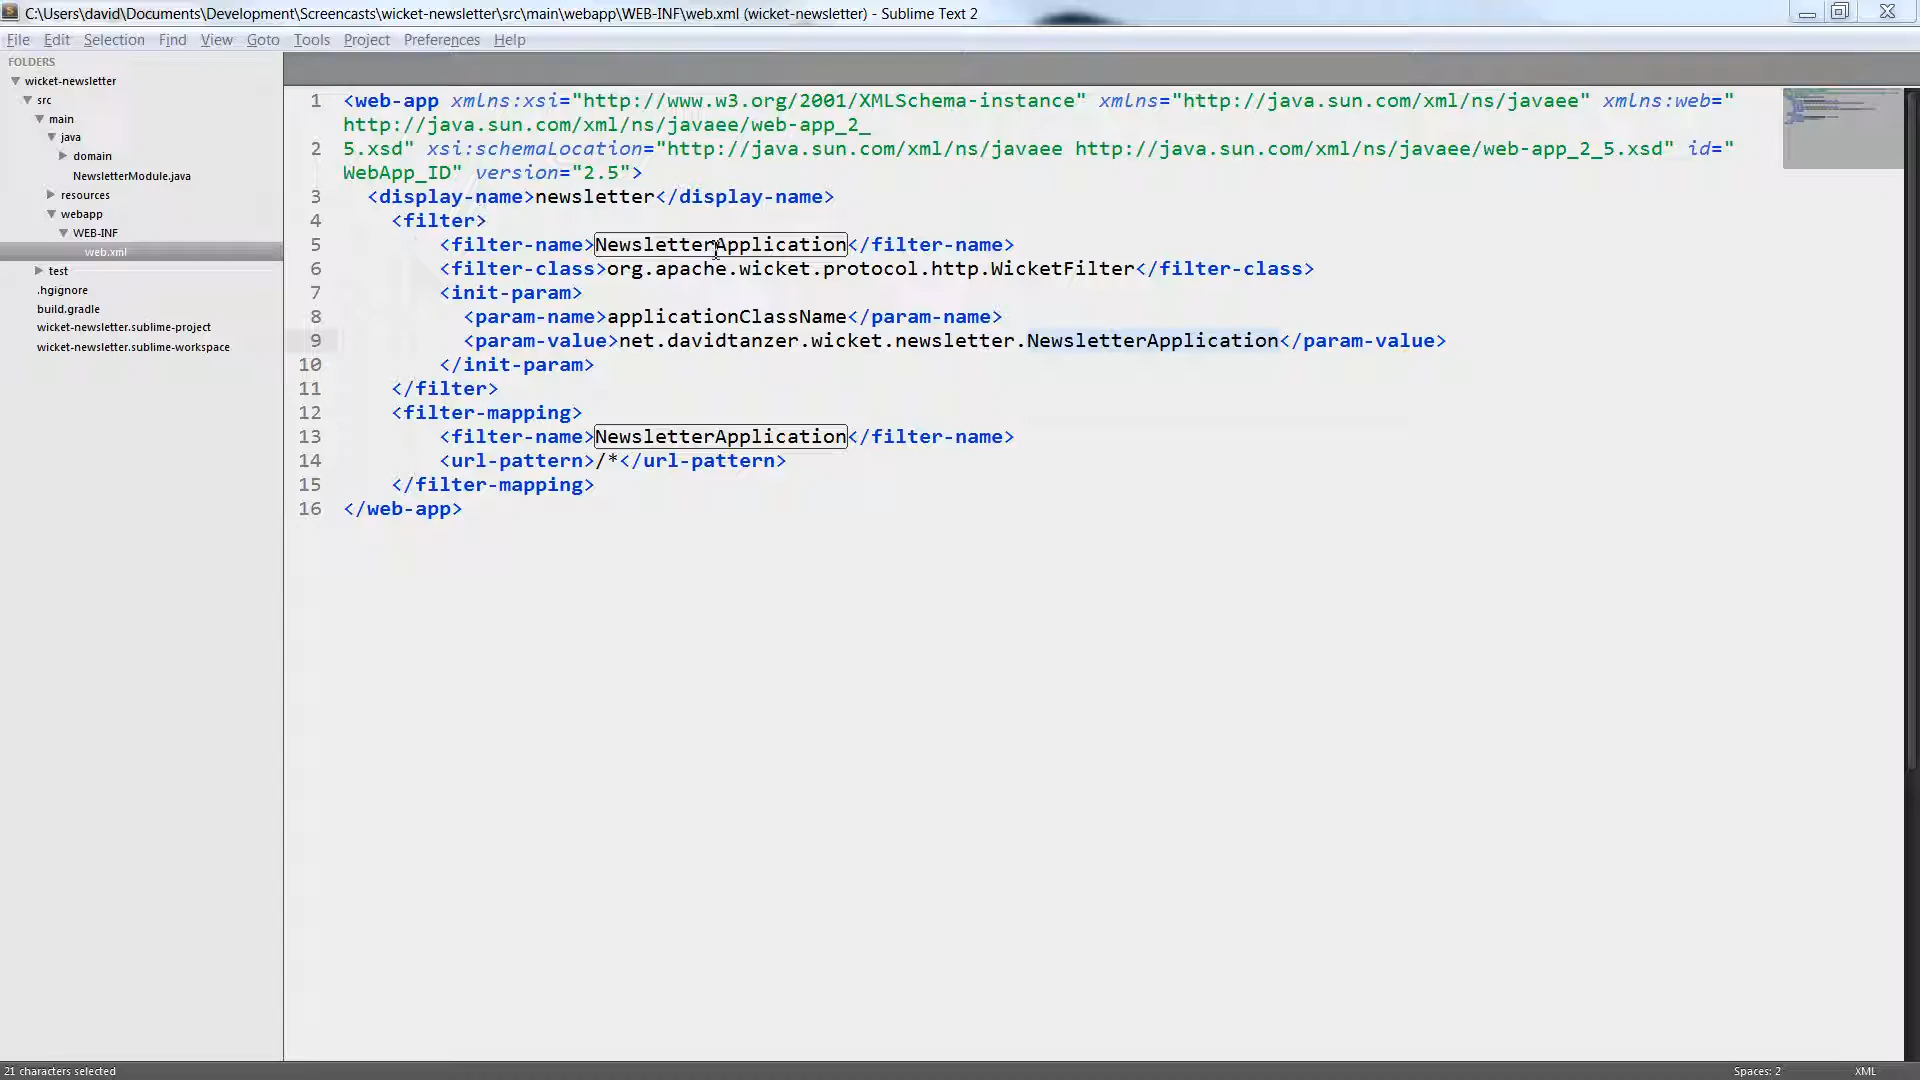 C:\Users\david\Documents\Development\Screencasts\wicket-newsletter\src\main\webapp\WEB-INF\web.xml (wicket-newsletter) - Sublime Text 2
File Edit Selection Find View Goto Tools Project Preferences Help
FOLDERS
wicket-newsletter
src
main
java
domain
NewsletterModule.java
resources
webapp
WEB-INF
web.xml
test
.hgignore
build.gradle
wicket-newsletter.sublime-project
wicket-newsletter.sublime-workspace
1 <web-app xmlns:xsi="http://www.w3.org/2001/XMLSchema-instance" xmlns="http://java.sun.com/xml/ns/javaee" xmlns:web="
http://java.sun.com/xml/ns/javaee/web-app_2_
2 5.xsd" xsi:schemaLocation="http://java.sun.com/xml/ns/javaee http://java.sun.com/xml/ns/javaee/web-app_2_5.xsd" id="
WebApp_ID" version="2.5">
3 <display-name>newsletter</display-name>
4 <filter>
5 <filter-name>NewsletterApplication</filter-name>
6 <filter-class>org.apache.wicket.protocol.http.WicketFilter</filter-class>
7 <init-param>
8 <param-name>applicationClassName</param-name>
9 <param-value>net.davidtanzer.wicket.newsletter.NewsletterApplication</param-value>
10 </init-param>
11 </filter>
12 <filter-mapping>
13 <filter-name>NewsletterApplication</filter-name>
14 <url-pattern>/*</url-pattern>
15 </filter-mapping>
16 </web-app>
21 characters selected
Spaces: 2
XML